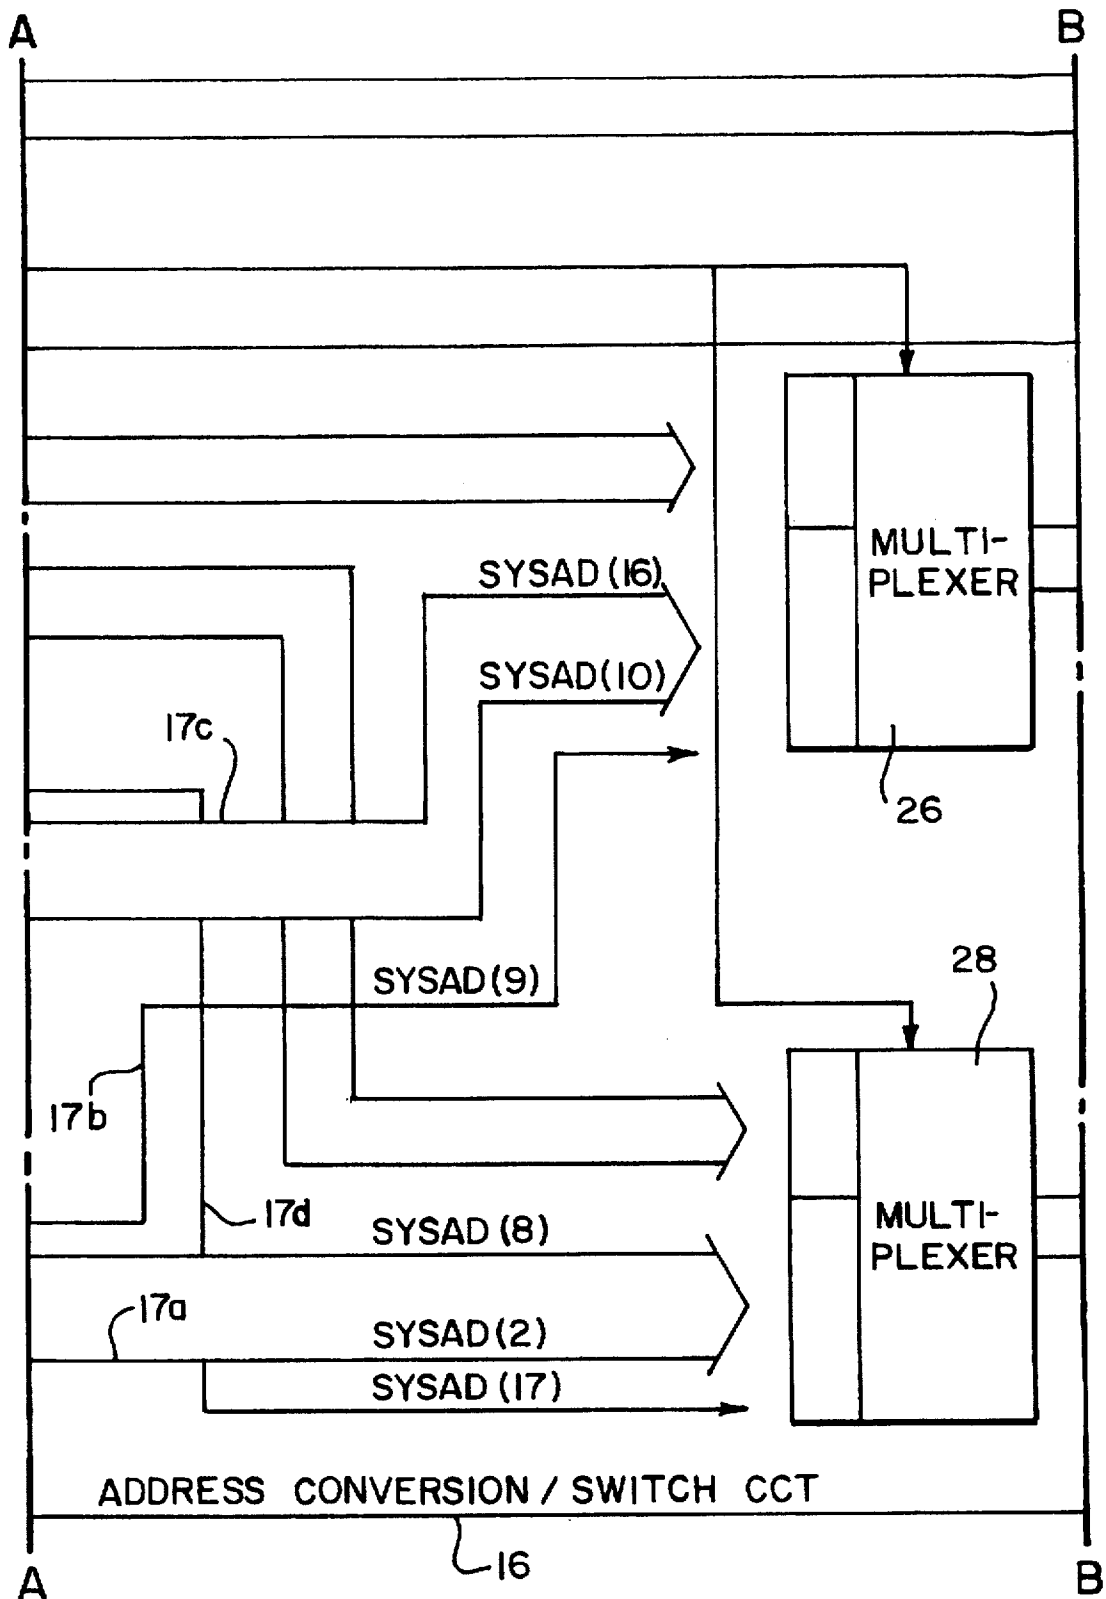 A
B
MULTI-
PLEXER
SYSAD(16)
SYSAD(10)
17c
26
SYSAD(9)
28
17b
17d
SYSAD(8)
MULTI-
PLEXER
17a
SYSAD(2)
SYSAD(17)
ADDRESS CONVERSION / SWITCH CCT
16
A
B